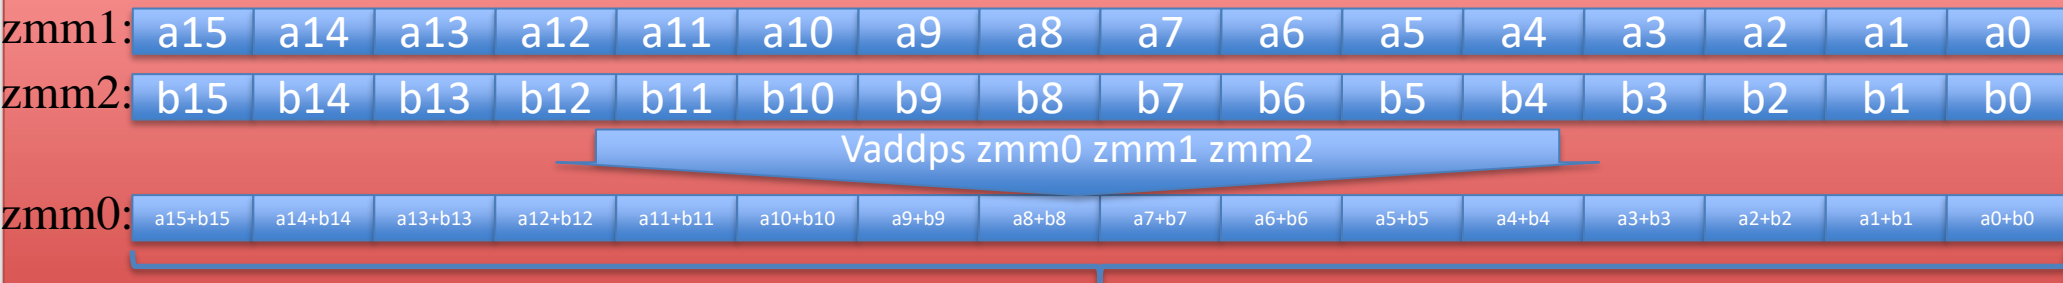 zmm1: a15 a14 a13 a12 a11 a10 a9 a8 a7 a6 a5 a4 a3 a2 a1 a0
zmm2: b15 b14 b13 b12 b11 b10 b9 b8 b7 b6 b5 b4 b3 b2 b1 b0
Vaddps zmm0 zmm1 zmm2
zmm0: a15+b15 a14+b14 a13+b13 a12+b12 a11+b11 a10+b10 a9+b9 a8+b8 a7+b7 a6+b6 a5+b5 a4+b4 a3+b3 a2+b2 a1+b1 a0+b0